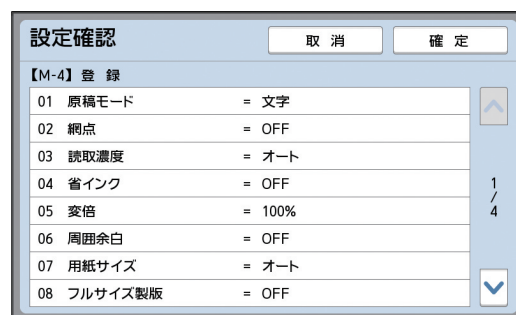 設定確認 取 消 確 定
【M-4】登 録
01 原稿モード = 文字
02 網点 = OFF
03 読取濃度 = オート
04 省インク = OFF
05 変倍 = 100%
06 周囲余白 = OFF
07 用紙サイズ = オート
08 フルサイズ製版 = OFF
1
/
4